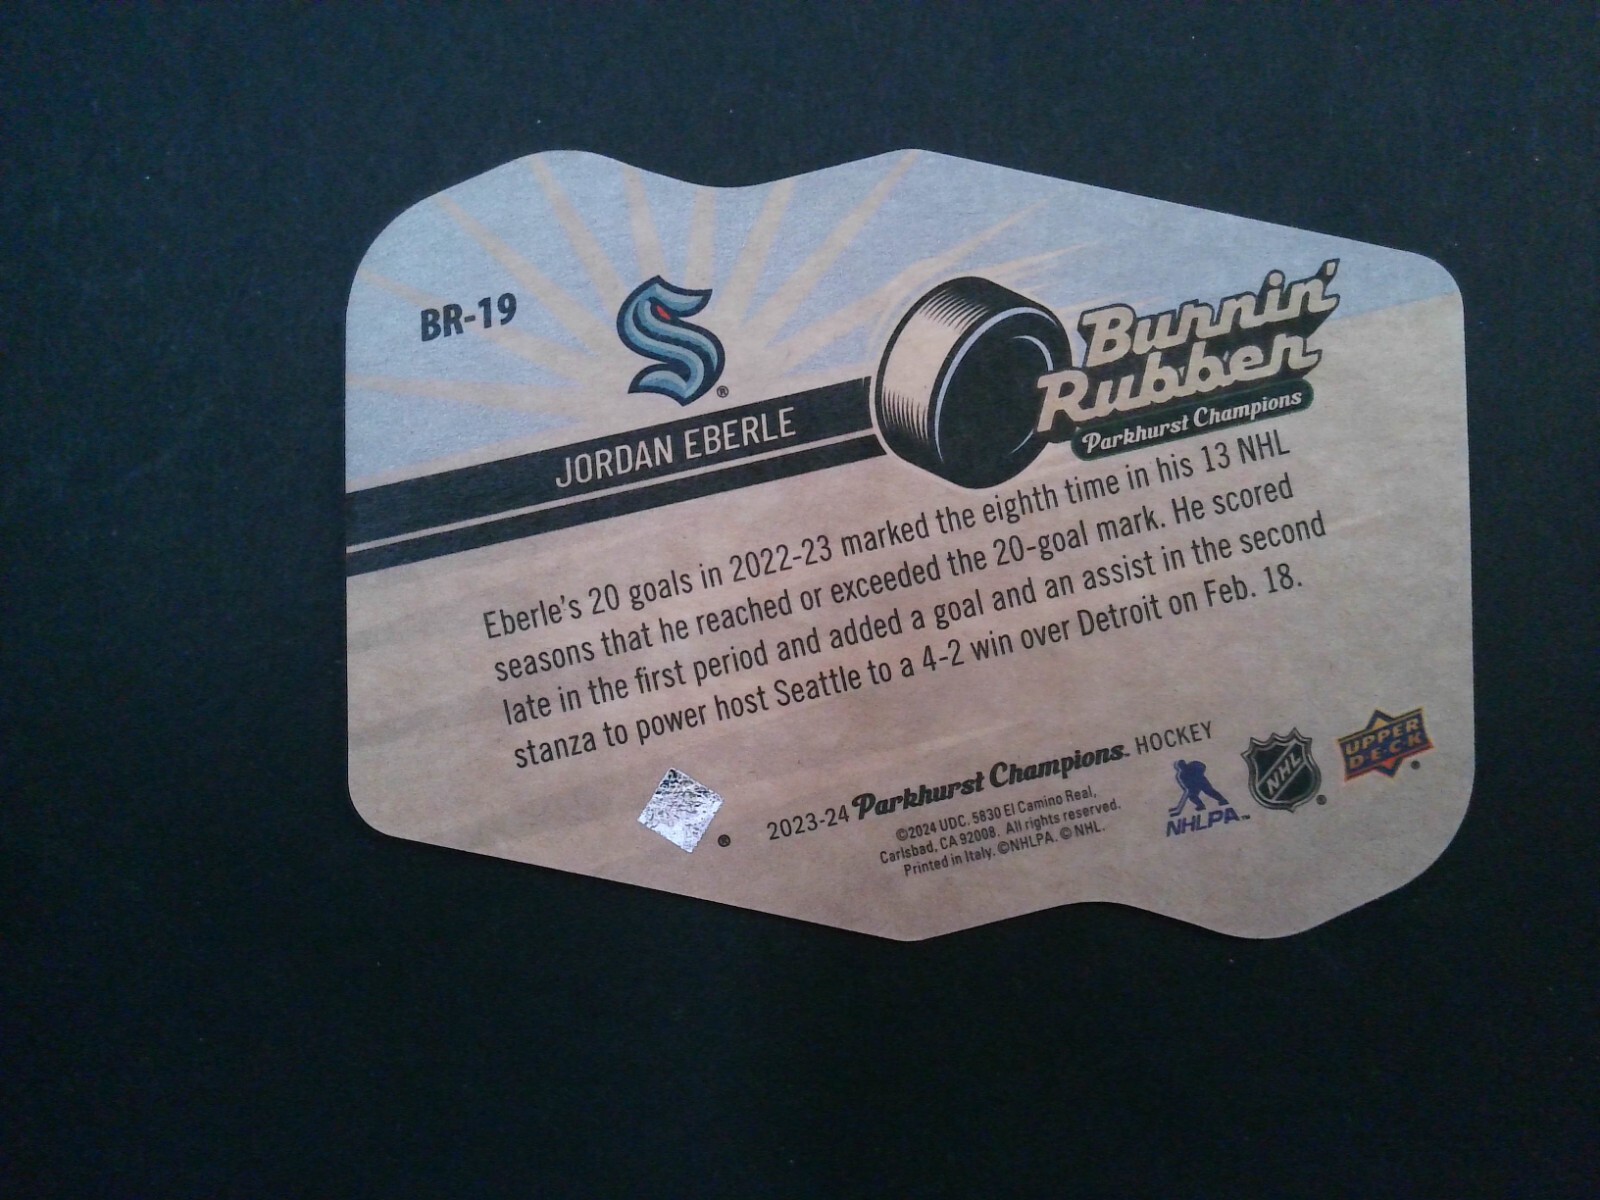 BR-19
S®
JORDAN EBERLE
Burnin'
Rubber
Parkhurst Champions
Eberle's 20 goals in 2022-23 marked the eighth time in his 13 NHL
seasons that he reached or exceeded the 20-goal mark. He scored
late in the first period and added a goal and an assist in the second
stanza to power host Seattle to a 4-2 win over Detroit on Feb. 18.
®
2023-24 Parkhurst Champions. HOCKEY
©2024 UDC. 5830 El Camino Real,
Carlsbad, CA 92008. All rights reserved.
Printed in Italy. ©NHLPA. © NHL.
NHLPA™
NHL®
UPPER
DECK®